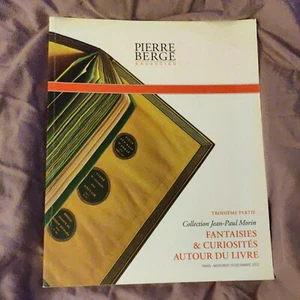 PIERRE
BERGÉ
& ASSOCIÉS
TROISIÈME PARTIE
Collection Jean-Paul Morin
FANTAISIES
& CURIOSITÉS
AUTOUR DU LIVRE